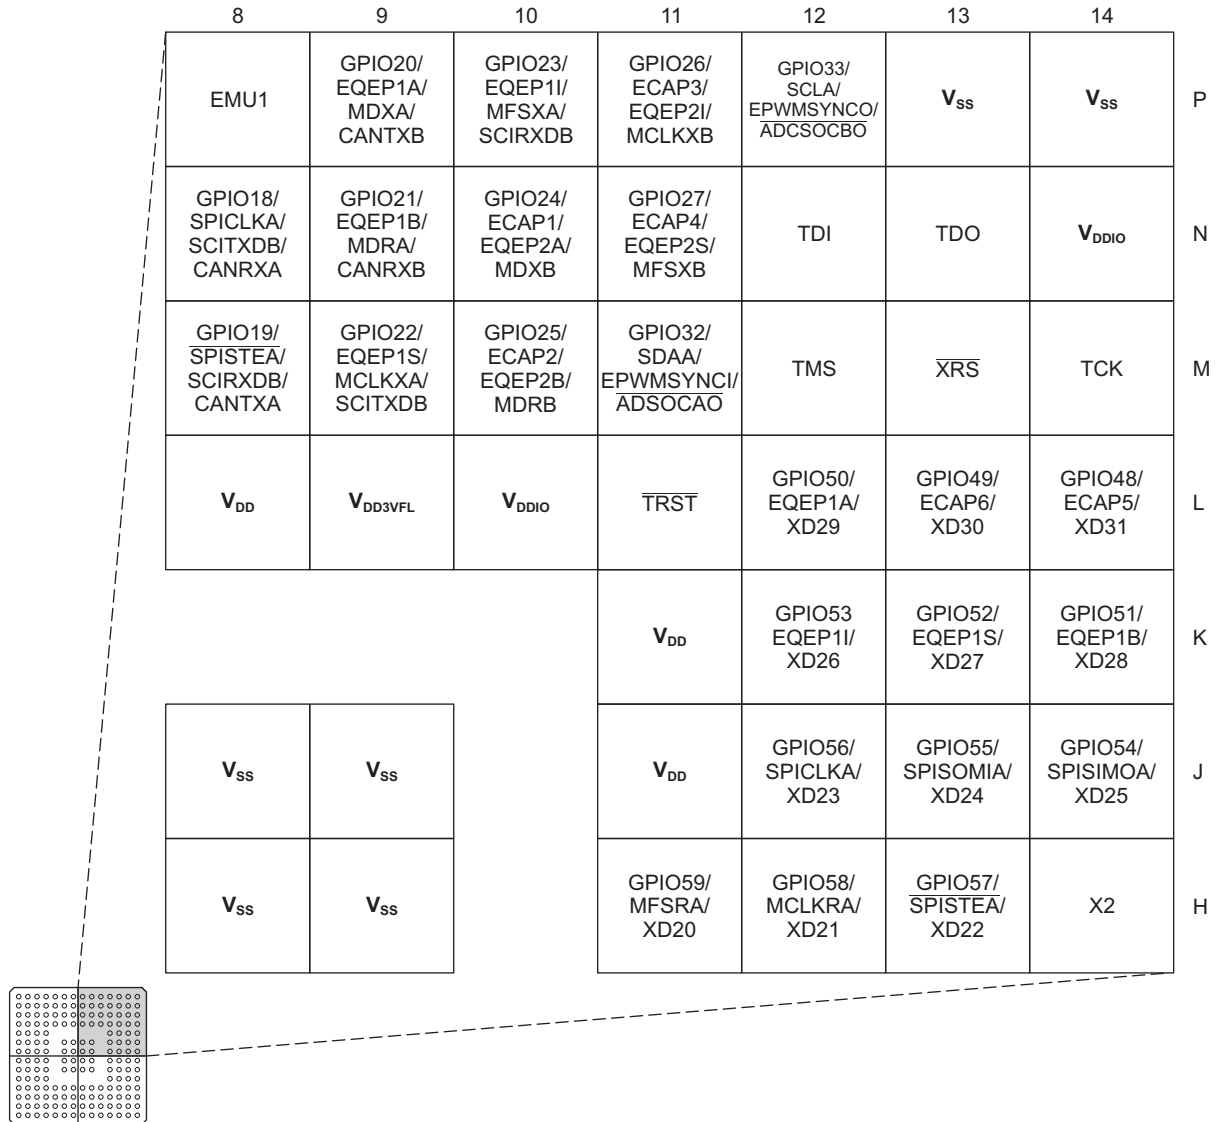 8 9 10 11 12 13 14
EMU1
GPIO20/
EQEP1A/
MDXA/
CANTXB
GPIO23/
EQEP1I/
MFSXA/
SCIRXDB
GPIO26/
ECAP3/
EQEP2I/
MCLKXB
GPIO33/
SCLA/
EPWMSYNCO/
ADCSOCBO
VSS
VSS
P
GPIO18/
SPICLKA/
SCITXDB/
CANRXA
GPIO21/
EQEP1B/
MDRA/
CANRXB
GPIO24/
ECAP1/
EQEP2A/
MDXB
GPIO27/
ECAP4/
EQEP2S/
MFSXB
TDI
TDO
VDDIO
N
GPIO19/
SPISTEA/
SCIRXDB/
CANTXA
GPIO22/
EQEP1S/
MCLKXA/
SCITXDB
GPIO25/
ECAP2/
EQEP2B/
MDRB
GPIO32/
SDAA/
EPWMSYNCI/
ADSOCAO
TMS
XRS
TCK
M
VDD
VDD3VFL
VDDIO
TRST
GPIO50/
EQEP1A/
XD29
GPIO49/
ECAP6/
XD30
GPIO48/
ECAP5/
XD31
L
VDD
GPIO53
EQEP1I/
XD26
GPIO52/
EQEP1S/
XD27
GPIO51/
EQEP1B/
XD28
K
VSS
VSS
VDD
GPIO56/
SPICLKA/
XD23
GPIO55/
SPISOMIA/
XD24
GPIO54/
SPISIMOA/
XD25
J
VSS
VSS
GPIO59/
MFSRA/
XD20
GPIO58/
MCLKRA/
XD21
GPIO57/
SPISTEA/
XD22
X2
H